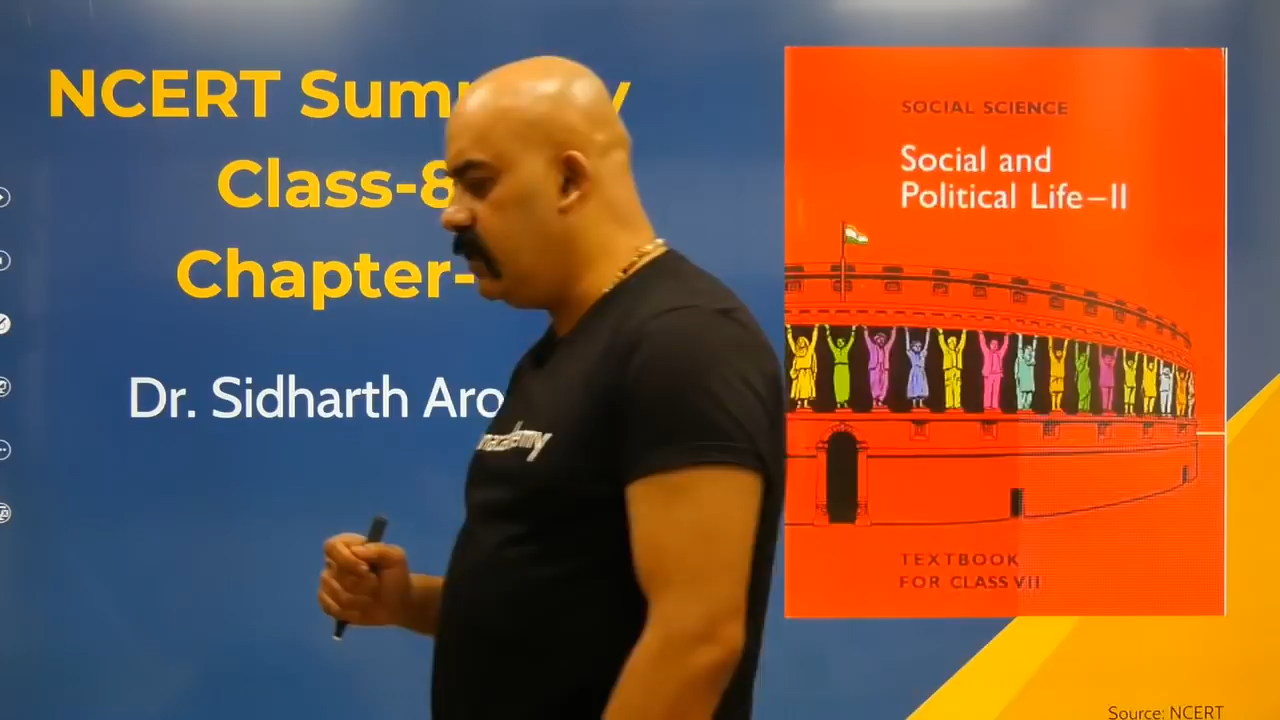 NCERT Sum y
Class-8
Chapter-
Dr. Sidharth Aro
nacademy
SOCIAL SCIENCE
Social and
Political Life–II
TEXTBOOK
FOR CLASS VII
Source: NCERT